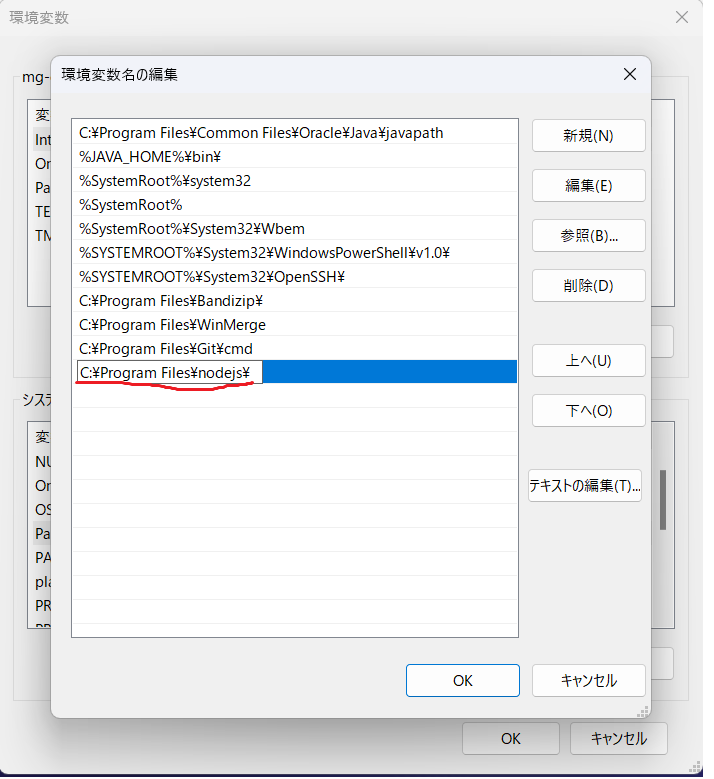 環境変数
環境変数名の編集
mg-
変
Int
On
Pa
TE
TM
C:¥Program Files¥Common Files¥Oracle¥Java¥javapath
%JAVA_HOME%¥bin¥
%SystemRoot%¥system32
%SystemRoot%
%SystemRoot%¥System32¥Wbem
%SYSTEMROOT%¥System32¥WindowsPowerShell¥v1.0¥
%SYSTEMROOT%¥System32¥OpenSSH¥
C:¥Program Files¥Bandizip¥
C:¥Program Files¥WinMerge
C:¥Program Files¥Git¥cmd
C:¥Program Files¥nodejs¥
新規(N)
編集(E)
参照(B)...
削除(D)
上へ(U)
下へ(O)
テキストの編集(T)...
システ
変
NU
On
OS
Pa
PA
pla
PR
OK
キャンセル
OK
キャンセル